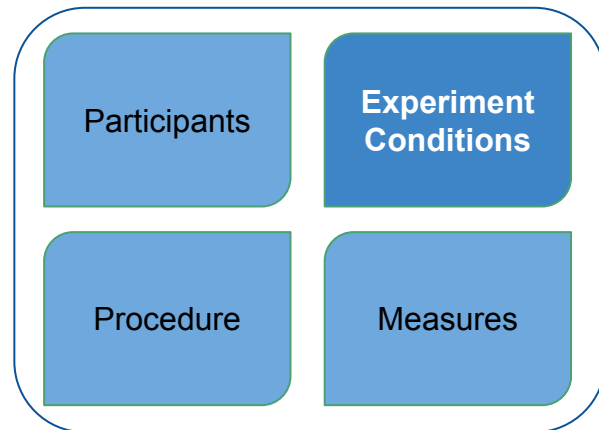 Participants
Experiment
Conditions
Procedure
Measures